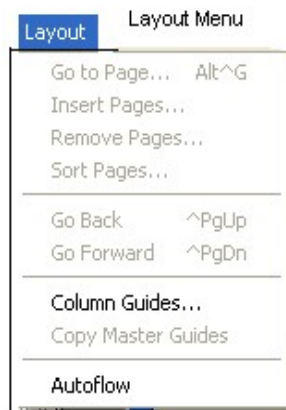 Layout Layout Menu
Go to Page... Alt^G
Insert Pages...
Remove Pages...
Sort Pages...
Go Back ^PgUp
Go Forward ^PgDn
Column Guides...
Copy Master Guides
Autoflow